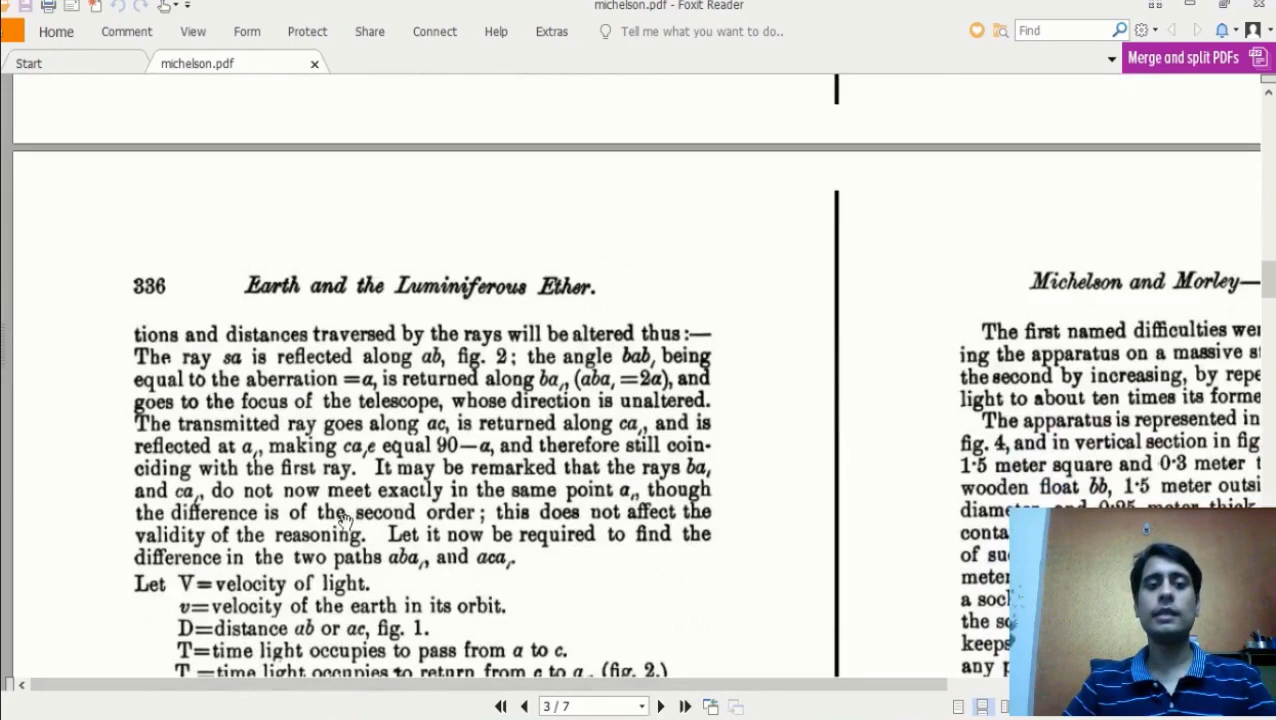 michelson.pdf - Foxit Reader
Home Comment View Form Protect Share Connect Help Extras Tell me what you want to do.. Find
Start michelson.pdf Merge and split PDFs
336 Earth and the Luminiferous Ether.
tions and distances traversed by the rays will be altered thus :—
The ray sa is reflected along ab, fig. 2; the angle bab, being
equal to the aberration =a, is returned along ba,, (aba, =2a), and
goes to the focus of the telescope, whose direction is unaltered.
The transmitted ray goes along ac, is returned along ca,, and is
reflected at a,, making ca,e equal 90—a, and therefore still coin-
ciding with the first ray. It may be remarked that the rays ba,
and ca,, do not now meet exactly in the same point a,, though
the difference is of the second order; this does not affect the
validity of the reasoning. Let it now be required to find the
difference in the two paths aba,, and aca,.
Let V=velocity of light.
v=velocity of the earth in its orbit.
D=distance ab or ac, fig. 1.
T=time light occupies to pass from a to c.
T =time light occupies to return from c to a, (fig. 2.)
Michelson and Morley—
The first named difficulties
ing the apparatus on a massive
the second by increasing, by
light to about ten times its
The apparatus is represented in
fig. 4, and in vertical section in
1·5 meter square and 0·3 meter
wooden float bb, 1·5 meter
of
a
the
keeps
any
3 / 7